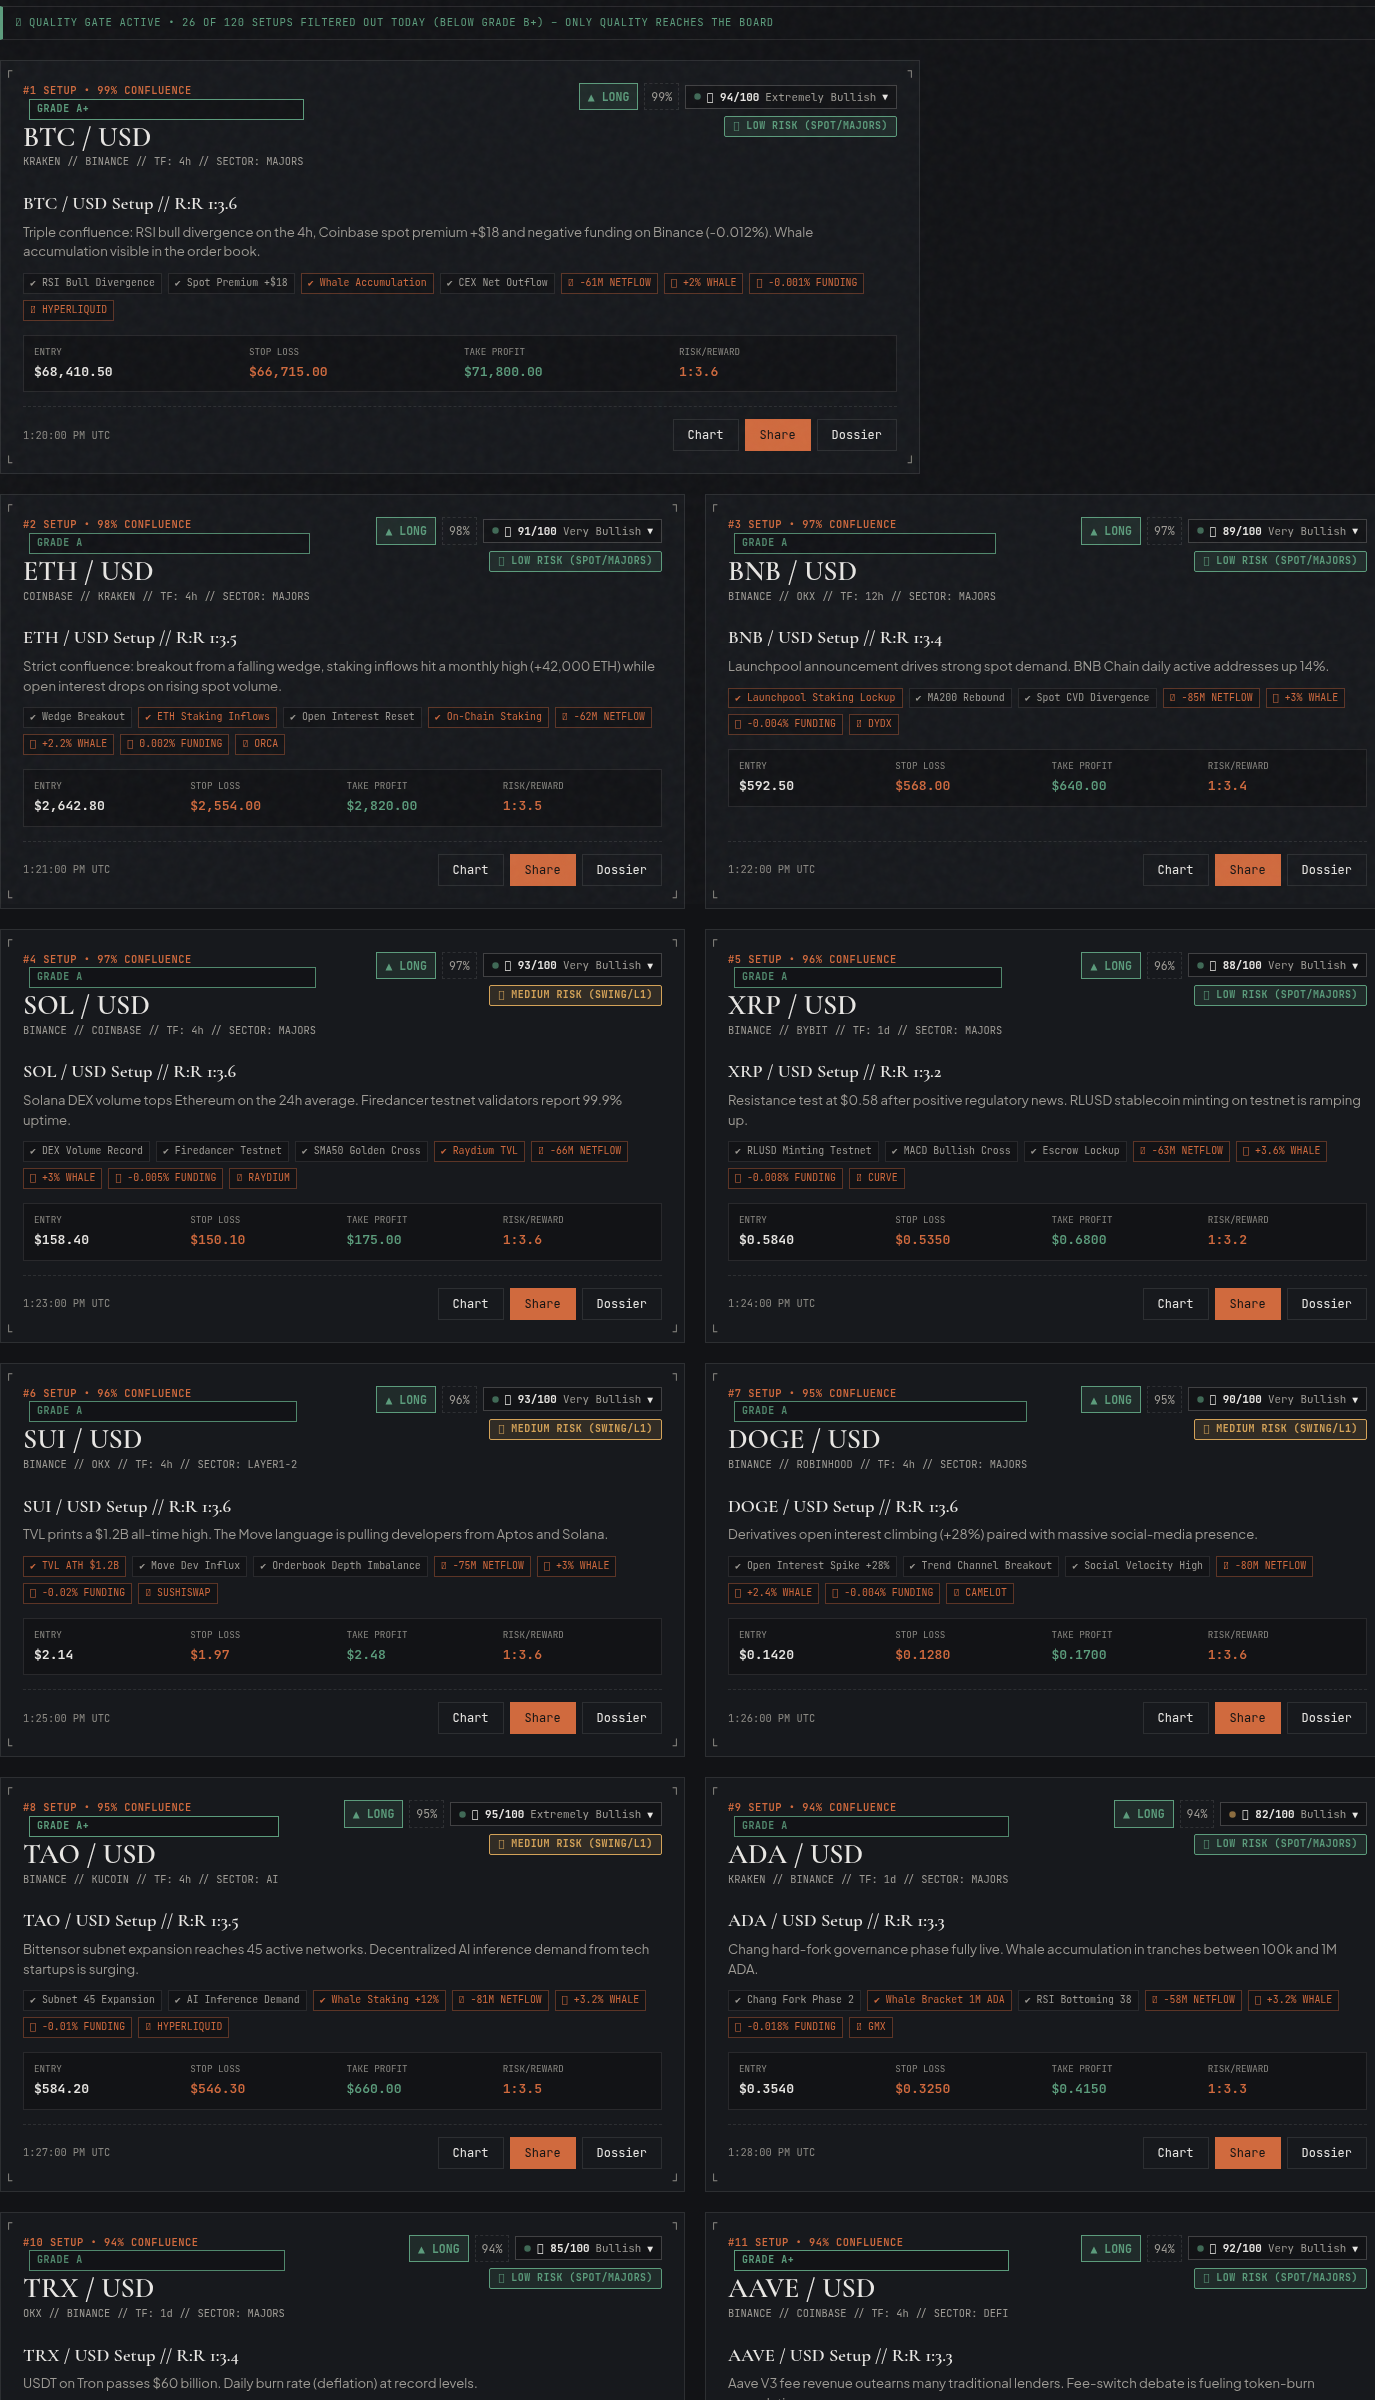 QUALITY GATE ACTIVE • 26 OF 120 SETUPS FILTERED OUT TODAY (BELOW GRADE B+) – ONLY QUALITY REACHES THE BOARD
#1 SETUP • 99% CONFLUENCE
GRADE A+
▲ LONG 99% 94/100 Extremely Bullish ▼
LOW RISK (SPOT/MAJORS)
BTC / USD
KRAKEN // BINANCE // TF: 4h // SECTOR: MAJORS
BTC / USD Setup // R:R 1:3.6
Triple confluence: RSI bull divergence on the 4h, Coinbase spot premium +$18 and negative funding on Binance (-0.012%). Whale
accumulation visible in the order book.
✔ RSI Bull Divergence ✔ Spot Premium +$18 ✔ Whale Accumulation ✔ CEX Net Outflow -61M NETFLOW +2% WHALE -0.001% FUNDING
HYPERLIQUID
ENTRY STOP LOSS TAKE PROFIT RISK/REWARD
$68,410.50 $66,715.00 $71,800.00 1:3.6
1:20:00 PM UTC Chart Share Dossier
#2 SETUP • 98% CONFLUENCE
GRADE A
▲ LONG 98% 91/100 Very Bullish ▼
LOW RISK (SPOT/MAJORS)
ETH / USD
COINBASE // KRAKEN // TF: 4h // SECTOR: MAJORS
ETH / USD Setup // R:R 1:3.5
Strict confluence: breakout from a falling wedge, staking inflows hit a monthly high (+42,000 ETH) while
open interest drops on rising spot volume.
✔ Wedge Breakout ✔ ETH Staking Inflows ✔ Open Interest Reset ✔ On-Chain Staking -62M NETFLOW
+2.2% WHALE 0.002% FUNDING ORCA
ENTRY STOP LOSS TAKE PROFIT RISK/REWARD
$2,642.80 $2,554.00 $2,820.00 1:3.5
1:21:00 PM UTC Chart Share Dossier
#3 SETUP • 97% CONFLUENCE
GRADE A
▲ LONG 97% 89/100 Very Bullish ▼
LOW RISK (SPOT/MAJORS)
BNB / USD
BINANCE // OKX // TF: 12h // SECTOR: MAJORS
BNB / USD Setup // R:R 1:3.4
Launchpool announcement drives strong spot demand. BNB Chain daily active addresses up 14%.
✔ Launchpool Staking Lockup ✔ MA200 Rebound ✔ Spot CVD Divergence -85M NETFLOW +3% WHALE
-0.004% FUNDING DYDX
ENTRY STOP LOSS TAKE PROFIT RISK/REWARD
$592.50 $568.00 $640.00 1:3.4
1:22:00 PM UTC Chart Share Dossier
#4 SETUP • 97% CONFLUENCE
GRADE A
▲ LONG 97% 93/100 Very Bullish ▼
MEDIUM RISK (SWING/L1)
SOL / USD
BINANCE // COINBASE // TF: 4h // SECTOR: MAJORS
SOL / USD Setup // R:R 1:3.6
Solana DEX volume tops Ethereum on the 24h average. Firedancer testnet validators report 99.9%
uptime.
✔ DEX Volume Record ✔ Firedancer Testnet ✔ SMA50 Golden Cross ✔ Raydium TVL -66M NETFLOW
+3% WHALE -0.005% FUNDING RAYDIUM
ENTRY STOP LOSS TAKE PROFIT RISK/REWARD
$158.40 $150.10 $175.00 1:3.6
1:23:00 PM UTC Chart Share Dossier
#5 SETUP • 96% CONFLUENCE
GRADE A
▲ LONG 96% 88/100 Very Bullish ▼
LOW RISK (SPOT/MAJORS)
XRP / USD
BINANCE // BYBIT // TF: 1d // SECTOR: MAJORS
XRP / USD Setup // R:R 1:3.2
Resistance test at $0.58 after positive regulatory news. RLUSD stablecoin minting on testnet is ramping
up.
✔ RLUSD Minting Testnet ✔ MACD Bullish Cross ✔ Escrow Lockup -63M NETFLOW +3.6% WHALE
-0.008% FUNDING CURVE
ENTRY STOP LOSS TAKE PROFIT RISK/REWARD
$0.5840 $0.5350 $0.6800 1:3.2
1:24:00 PM UTC Chart Share Dossier
#6 SETUP • 96% CONFLUENCE
GRADE A
▲ LONG 96% 93/100 Very Bullish ▼
MEDIUM RISK (SWING/L1)
SUI / USD
BINANCE // OKX // TF: 4h // SECTOR: LAYER1-2
SUI / USD Setup // R:R 1:3.6
TVL prints a $1.2B all-time high. The Move language is pulling developers from Aptos and Solana.
✔ TVL ATH $1.2B ✔ Move Dev Influx ✔ Orderbook Depth Imbalance -75M NETFLOW +3% WHALE
-0.02% FUNDING SUSHISWAP
ENTRY STOP LOSS TAKE PROFIT RISK/REWARD
$2.14 $1.97 $2.48 1:3.6
1:25:00 PM UTC Chart Share Dossier
#7 SETUP • 95% CONFLUENCE
GRADE A
▲ LONG 95% 90/100 Very Bullish ▼
MEDIUM RISK (SWING/L1)
DOGE / USD
BINANCE // ROBINHOOD // TF: 4h // SECTOR: MAJORS
DOGE / USD Setup // R:R 1:3.6
Derivatives open interest climbing (+28%) paired with massive social-media presence.
✔ Open Interest Spike +28% ✔ Trend Channel Breakout ✔ Social Velocity High -80M NETFLOW
+2.4% WHALE -0.004% FUNDING CAMELOT
ENTRY STOP LOSS TAKE PROFIT RISK/REWARD
$0.1420 $0.1280 $0.1700 1:3.6
1:26:00 PM UTC Chart Share Dossier
#8 SETUP • 95% CONFLUENCE
GRADE A+
▲ LONG 95% 95/100 Extremely Bullish ▼
MEDIUM RISK (SWING/L1)
TAO / USD
BINANCE // KUCOIN // TF: 4h // SECTOR: AI
TAO / USD Setup // R:R 1:3.5
Bittensor subnet expansion reaches 45 active networks. Decentralized AI inference demand from tech
startups is surging.
✔ Subnet 45 Expansion ✔ AI Inference Demand ✔ Whale Staking +12% -81M NETFLOW +3.2% WHALE
-0.01% FUNDING HYPERLIQUID
ENTRY STOP LOSS TAKE PROFIT RISK/REWARD
$584.20 $546.30 $660.00 1:3.5
1:27:00 PM UTC Chart Share Dossier
#9 SETUP • 94% CONFLUENCE
GRADE A
▲ LONG 94% 82/100 Bullish ▼
LOW RISK (SPOT/MAJORS)
ADA / USD
KRAKEN // BINANCE // TF: 1d // SECTOR: MAJORS
ADA / USD Setup // R:R 1:3.3
Chang hard-fork governance phase fully live. Whale accumulation in tranches between 100k and 1M
ADA.
✔ Chang Fork Phase 2 ✔ Whale Bracket 1M ADA ✔ RSI Bottoming 38 -58M NETFLOW +3.2% WHALE
-0.018% FUNDING GMX
ENTRY STOP LOSS TAKE PROFIT RISK/REWARD
$0.3540 $0.3250 $0.4150 1:3.3
1:28:00 PM UTC Chart Share Dossier
#10 SETUP • 94% CONFLUENCE
GRADE A
▲ LONG 94% 85/100 Bullish ▼
LOW RISK (SPOT/MAJORS)
TRX / USD
OKX // BINANCE // TF: 1d // SECTOR: MAJORS
TRX / USD Setup // R:R 1:3.4
USDT on Tron passes $60 billion. Daily burn rate (deflation) at record levels.
#11 SETUP • 94% CONFLUENCE
GRADE A+
▲ LONG 94% 92/100 Very Bullish ▼
LOW RISK (SPOT/MAJORS)
AAVE / USD
BINANCE // COINBASE // TF: 4h // SECTOR: DEFI
AAVE / USD Setup // R:R 1:3.3
Aave V3 fee revenue outearns many traditional lenders. Fee-switch debate is fueling token-burn